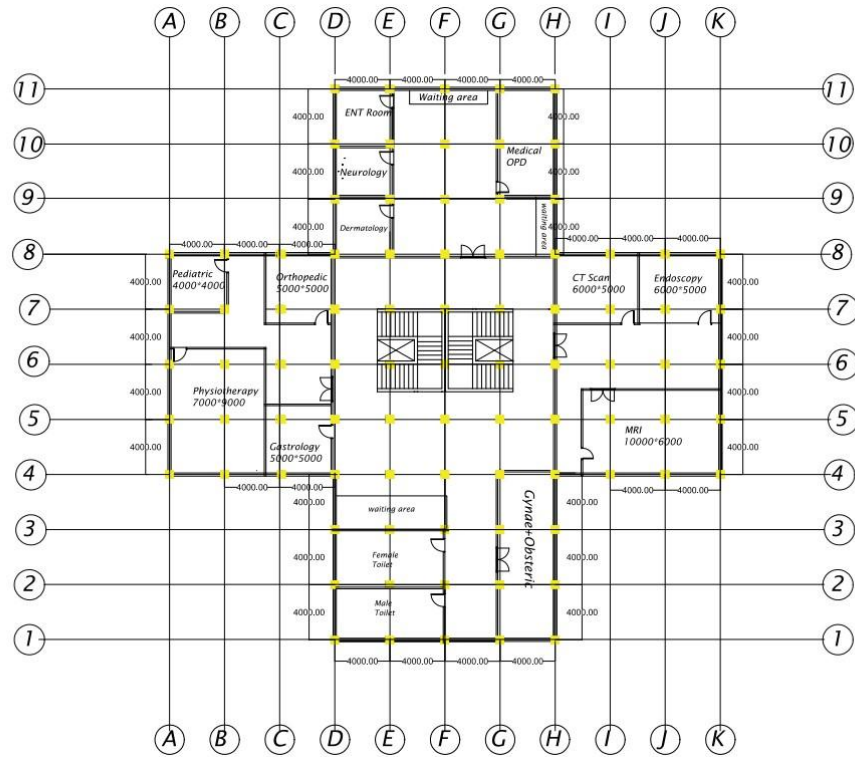 A B C D E F G H I J K
4000.00 4000.00 4000.00 4000.00
11 11
Waiting area
ENT Room
4000.00 4000.00
10 10
Medical
OPD
Neurology
4000.00 4000.00
9 9
waiting area
Dermatology
4000.00 4000.00
4000.00 4000.00 4000.00 4000.00 4000.00 4000.00
8 8
Pediatric
4000*4000
Orthopedic
5000*5000
CT Scan
6000*5000
Endoscopy
6000*5000
4000.00 4000.00
7 7
4000.00 4000.00
6 6
Physiotherapy
7000*9000
4000.00 4000.00
5 5
MRI
10000*6000
Gastrology
5000*5000
4000.00 4000.00
4 4
4000.00 4000.00 4000.00 4000.00
Gynae+Obsteric
waiting area
4000.00 4000.00
3 3
Female
Toilet
4000.00 4000.00
2 2
Male
Toilet
4000.00 4000.00
1 1
4000.00 4000.00 4000.00 4000.00
A B C D E F G H I J K